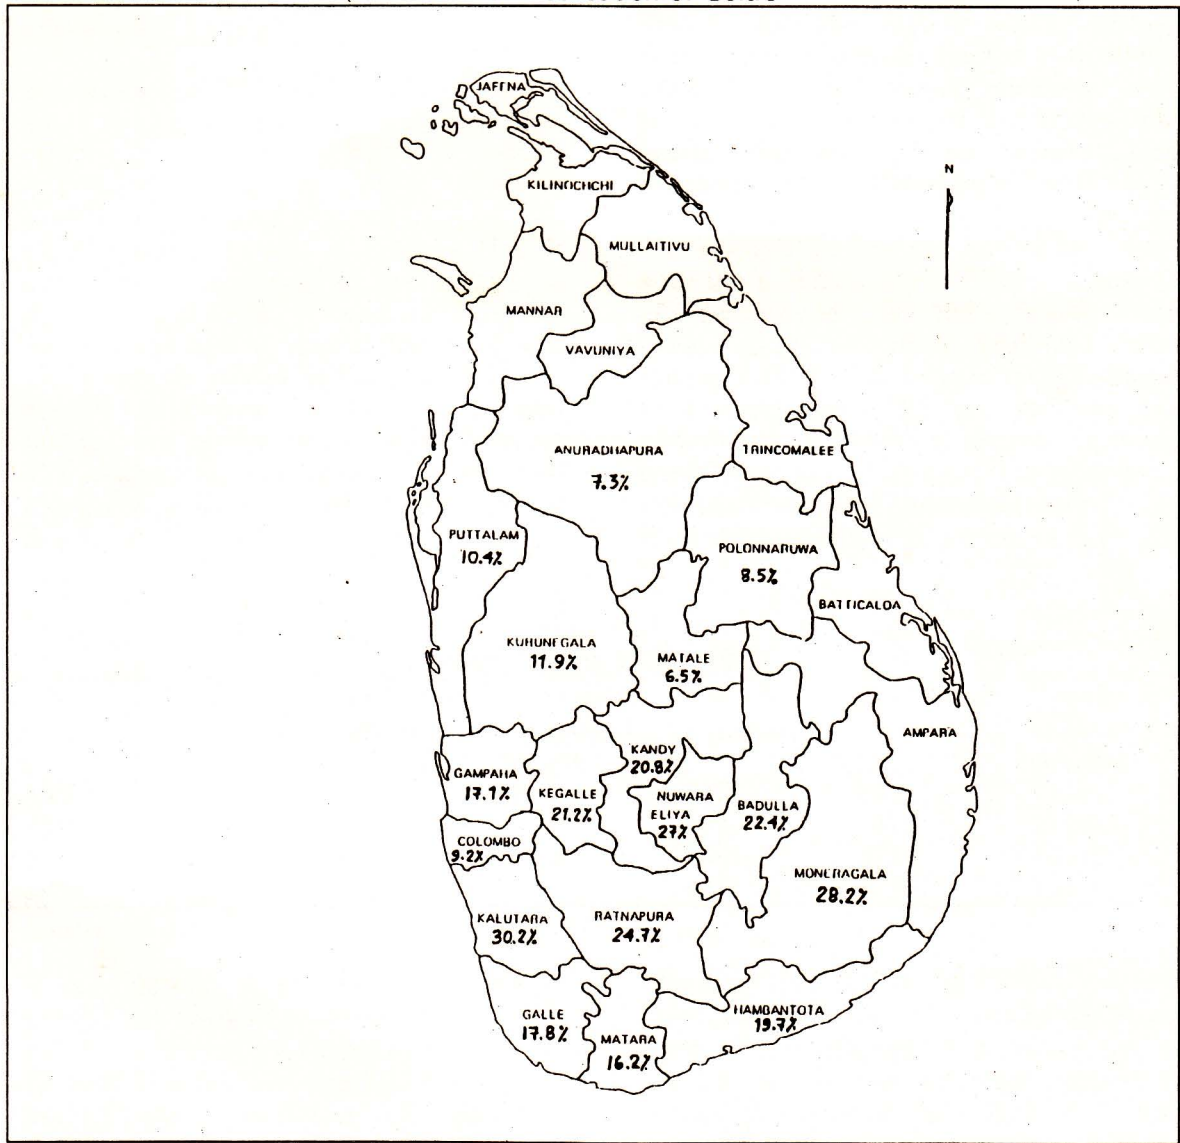 JAFFNA
KILINOCHCHI
N
MULLAITIVU
MANNAR
VAVUNIYA
ANURADHAPURA
7.3%
TRINCOMALEE
PUTTALAM
10.4%
POLONNARUWA
8.5%
BATTICALOA
KURUNEGALA
11.9%
MATALE
6.5%
AMPARA
KANDY
20.8%
GAMPAHA
17.1%
KEGALLE
21.2%
NUWARA
ELIYA
27%
BADULLA
22.4%
COLOMBO
9.2%
MONERAGALA
28.2%
KALUTARA
30.2%
RATNAPURA
24.7%
GALLE
17.8%
MATARA
16.2%
HAMBANTOTA
19.7%